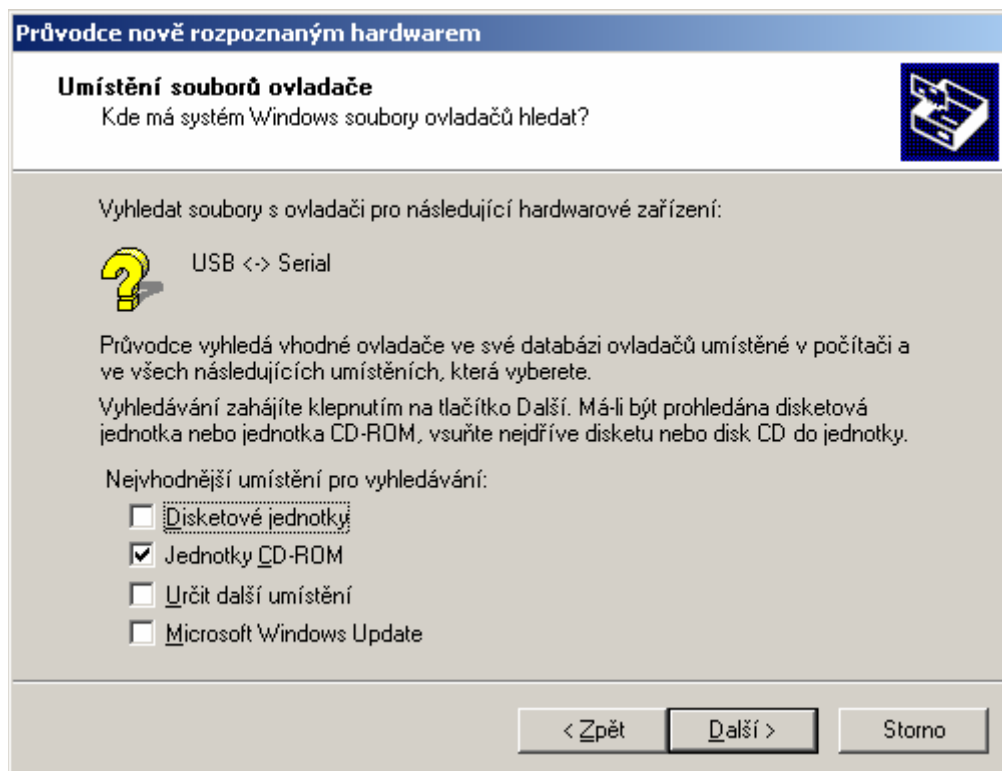 Průvodce nově rozpoznaným hardwarem
Umístění souborů ovladače
Kde má systém Windows soubory ovladačů hledat?
Vyhledat soubory s ovladači pro následující hardwarové zařízení:
USB <-> Serial
Průvodce vyhledá vhodné ovladače ve své databázi ovladačů umístěné v počítači a
ve všech následujících umístěních, která vyberete.
Vyhledávání zahájíte klepnutím na tlačítko Další. Má-li být prohledána disketová
jednotka nebo jednotka CD-ROM, vsuňte nejdříve disketu nebo disk CD do jednotky.
Nejvhodnější umístění pro vyhledávání:
Disketové jednotky
Jednotky CD-ROM
Určit další umístění
Microsoft Windows Update
< Zpět
Další >
Storno